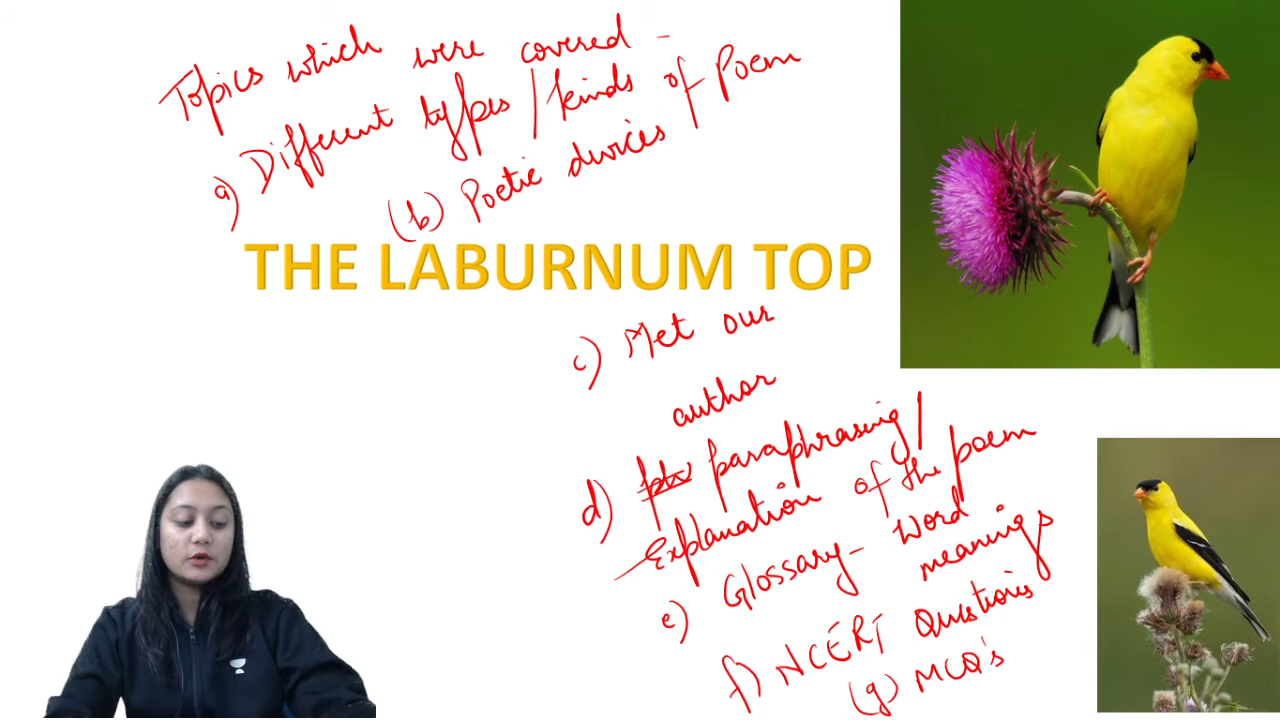 Topics which were covered -
a) Different types / kinds of Poem
(b) Poetic devices
THE LABURNUM TOP
c) Met our
author
d) paraphrasing /
Explanation of the poem
e) Glossary - Word
meanings
f) NCERT Questions
(g) MCQ's